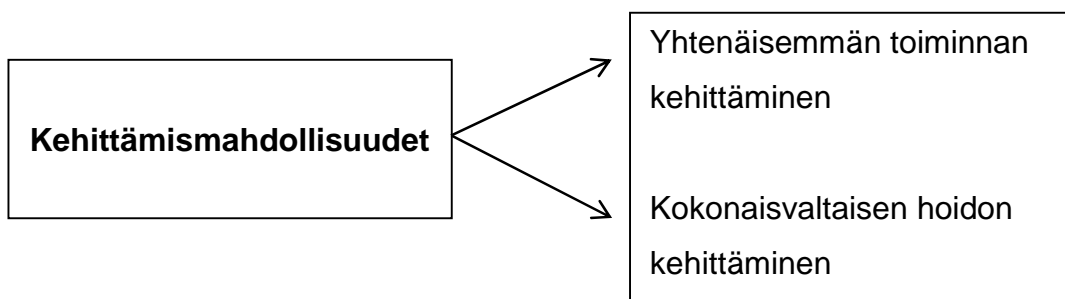 Kehittämismahdollisuudet
Yhtenäisemmän toiminnan
kehittäminen
Kokonaisvaltaisen hoidon
kehittäminen